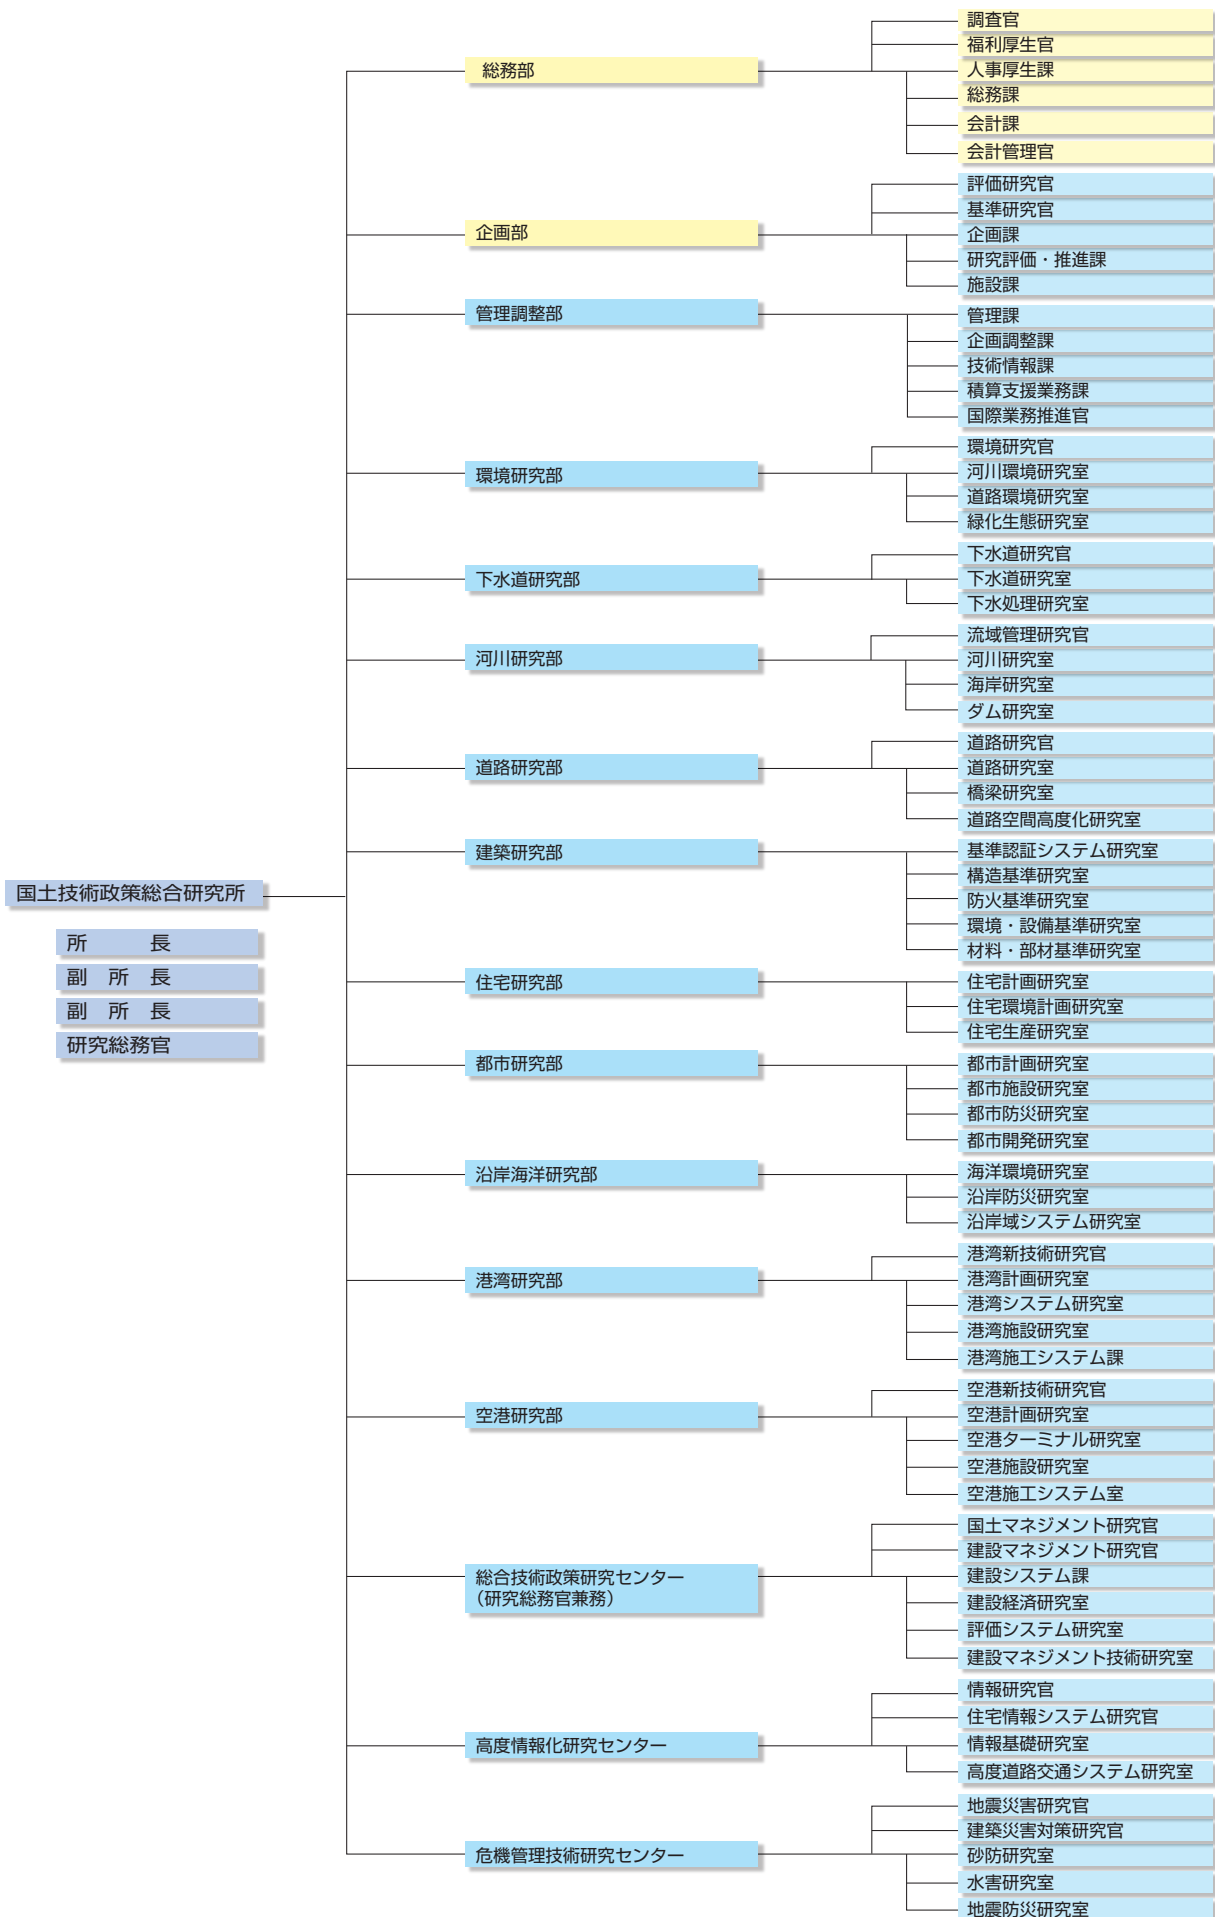 国土技術政策総合研究所
所　長
副　所　長
副　所　長
研究総務官
総務部
調査官
福利厚生官
人事厚生課
総務課
会計課
会計管理官
企画部
評価研究官
基準研究官
企画課
研究評価・推進課
施設課
管理調整部
管理課
企画調整課
技術情報課
積算支援業務課
国際業務推進官
環境研究部
環境研究官
河川環境研究室
道路環境研究室
緑化生態研究室
下水道研究部
下水道研究官
下水道研究室
下水処理研究室
河川研究部
流域管理研究官
河川研究室
海岸研究室
ダム研究室
道路研究部
道路研究官
道路研究室
橋梁研究室
道路空間高度化研究室
建築研究部
基準認証システム研究室
構造基準研究室
防火基準研究室
環境・設備基準研究室
材料・部材基準研究室
住宅研究部
住宅計画研究室
住宅環境計画研究室
住宅生産研究室
都市研究部
都市計画研究室
都市施設研究室
都市防災研究室
都市開発研究室
沿岸海洋研究部
海洋環境研究室
沿岸防災研究室
沿岸域システム研究室
港湾研究部
港湾新技術研究官
港湾計画研究室
港湾システム研究室
港湾施設研究室
港湾施工システム課
空港研究部
空港新技術研究官
空港計画研究室
空港ターミナル研究室
空港施設研究室
空港施工システム室
総合技術政策研究センター
（研究総務官兼務）
国土マネジメント研究官
建設マネジメント研究官
建設システム課
建設経済研究室
評価システム研究室
建設マネジメント技術研究室
高度情報化研究センター
情報研究官
住宅情報システム研究官
情報基礎研究室
高度道路交通システム研究室
危機管理技術研究センター
地震災害研究官
建築災害対策研究官
砂防研究室
水害研究室
地震防災研究室